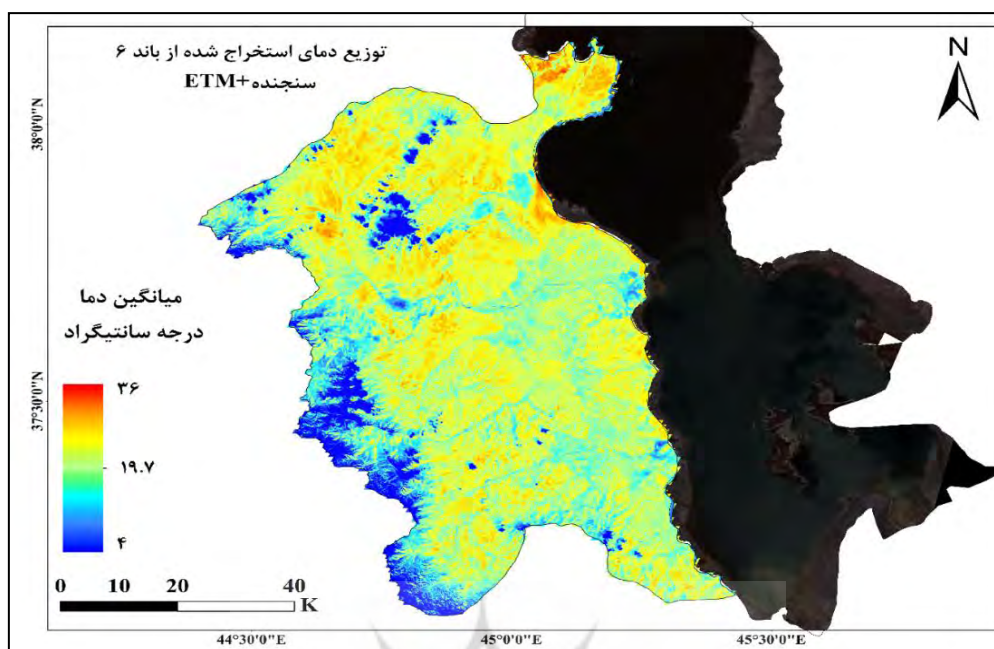 توزیع دمای استخراج شده از باند ۶
سنجنده +ETM
N
38°0'0"N
37°30'0"N
میانگین دما
درجه سانتیگراد
۳۶
۱۹.۷
۴
0 10 20 40
K
44°30'0"E 45°0'0"E 45°30'0"E